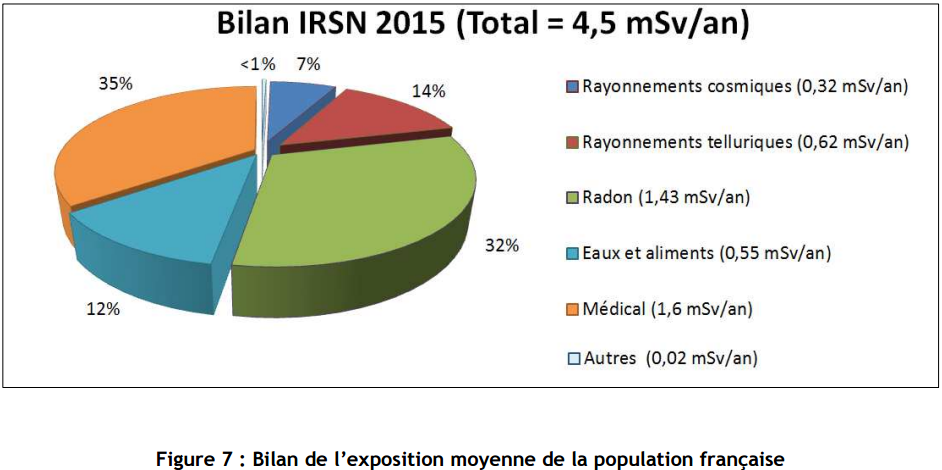 Bilan IRSN 2015 (Total = 4,5 mSv/an)
<1%
7%
14%
32%
12%
35%
Rayonnements cosmiques (0,32 mSv/an)
Rayonnements telluriques (0,62 mSv/an)
Radon (1,43 mSv/an)
Eaux et aliments (0,55 mSv/an)
Médical (1,6 mSv/an)
Autres (0,02 mSv/an)
Figure 7 : Bilan de l’exposition moyenne de la population française